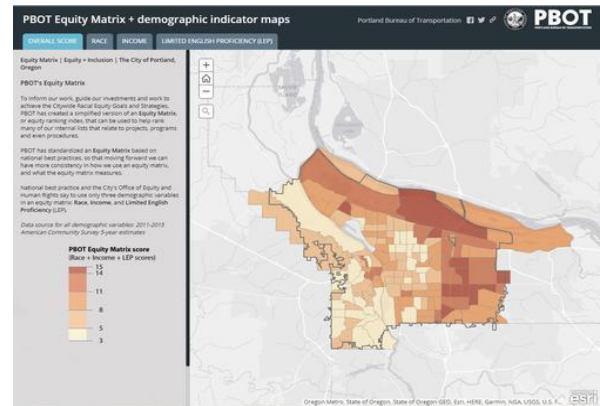 PBOT Equity Matrix + demographic indicator maps
Portland Bureau of Transportation
PBOT
OVERALL SCORE
RACE
INCOME
LIMITED ENGLISH PROFICIENCY (LEP)
Equity Matrix | Equity + Inclusion | The City of Portland,
Oregon
PBOT's Equity Matrix
To inform our work, guide our investments and work to
achieve the Citywide Racial Equity Goals and Strategies,
PBOT has created a simplified version of an Equity Matrix,
or equity ranking index, that can be used to help rank
many of our internal lists that relate to projects, programs
and even procedures.
PBOT has standardized an Equity Matrix based on
national best practices, so that moving forward we can
have more consistency in how we use an equity matrix,
and what the equity matrix measures.
National best practice and the City's Office of Equity and
Human Rights say to use only three demographic variables
in an equity matrix: Race, Income, and Limited English
Proficiency (LEP).
Data source for all demographic variables: 2011-2015
American Community Survey 5-year estimates
PBOT Equity Matrix score
(Race + Income + LEP scores)
15
14
11
8
5
3
Oregon Metro, State of Oregon, State of Oregon GEO, Esri, HERE, Garmin, NGA, USGS, U.S. F...
esri